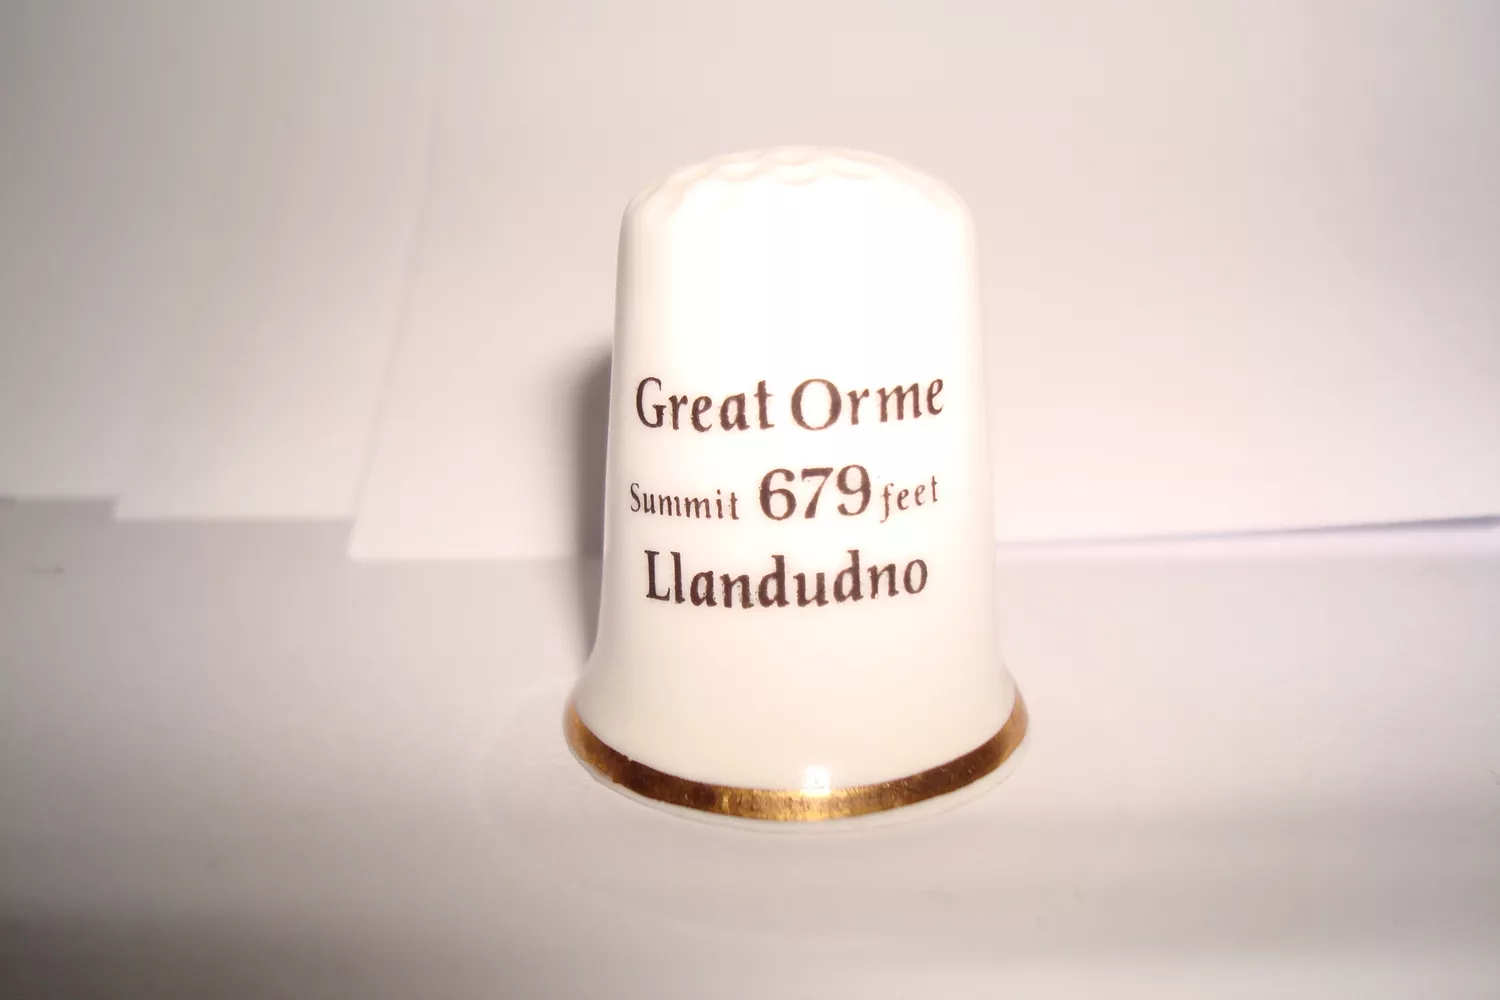 Great Orme
Summit 679 feet
Llandudno